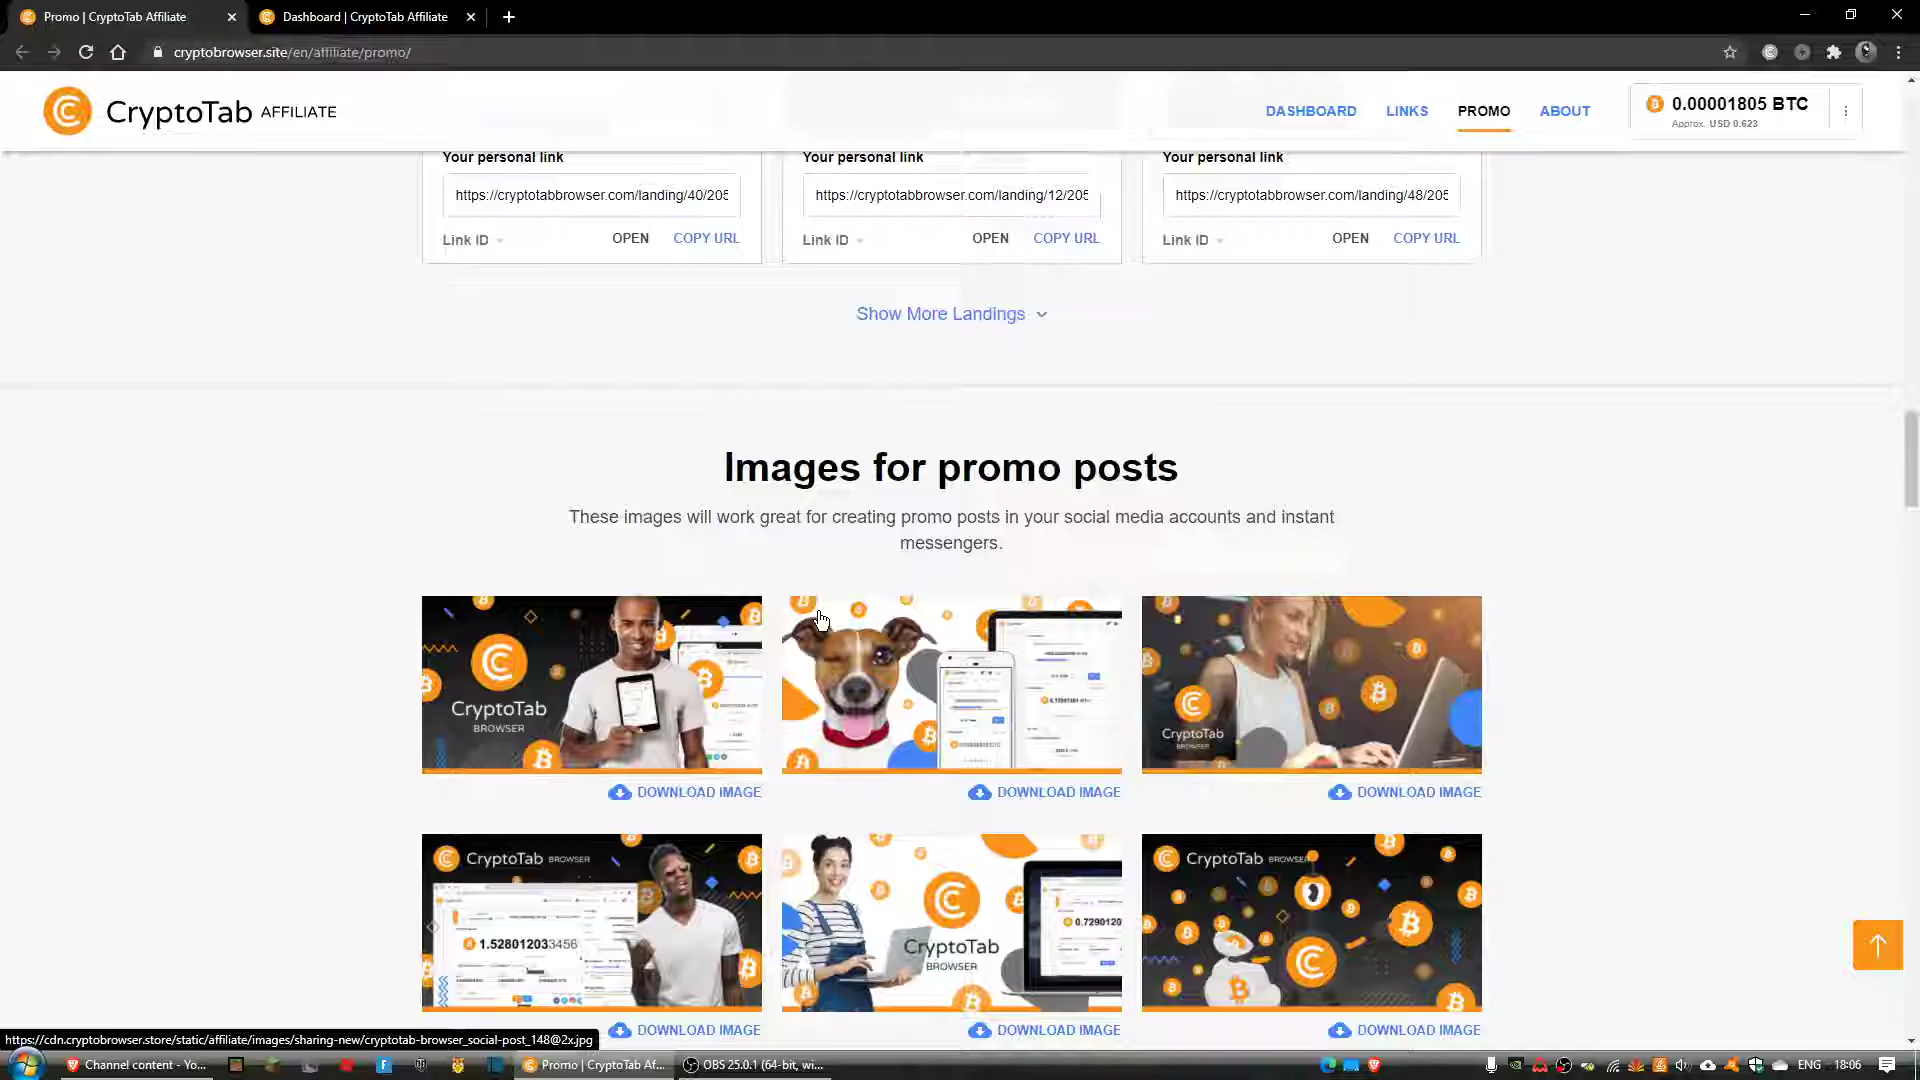 Promo | CryptoTab Affiliate
Dashboard | CryptoTab Affiliate
cryptobrowser.site/en/affiliate/promo/
CryptoTab AFFILIATE
DASHBOARD
LINKS
PROMO
ABOUT
0.00001805 BTC
Approx. USD 0.623
Your personal link
Your personal link
Your personal link
https://cryptotabbrowser.com/landing/40/205
https://cryptotabbrowser.com/landing/12/205
https://cryptotabbrowser.com/landing/48/205
Link ID
OPEN
COPY URL
Link ID
OPEN
COPY URL
Link ID
OPEN
COPY URL
Show More Landings
Images for promo posts
These images will work great for creating promo posts in your social media accounts and instant
messengers.
CryptoTab
BROWSER
CryptoTab
BROWSER
DOWNLOAD IMAGE
DOWNLOAD IMAGE
DOWNLOAD IMAGE
CryptoTab BROWSER
1.528012033456
CryptoTab
BROWSER
0.7290120
CryptoTab BROWSER
DOWNLOAD IMAGE
DOWNLOAD IMAGE
DOWNLOAD IMAGE
https://cdn.cryptobrowser.store/static/affiliate/images/sharing-new/cryptotab-browser_social-post_148@2x.jpg
Channel content - Yo...
Promo | CryptoTab Af...
OBS 25.0.1 (64-bit, wi...
ENG
18:06